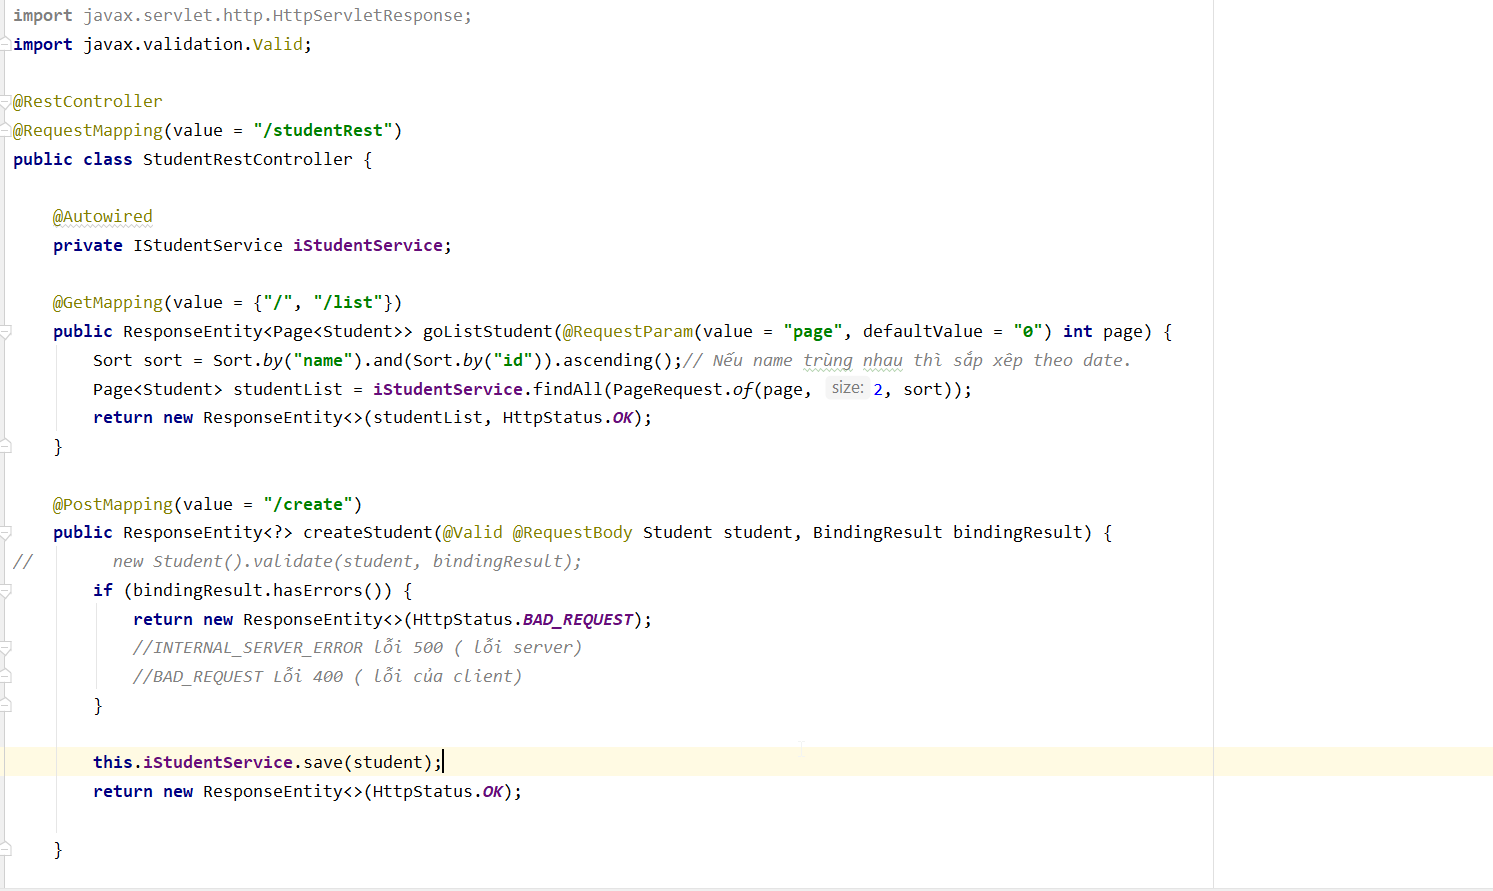 import javax.servlet.http.HttpServletResponse;
import javax.validation.Valid;
@RestController
@RequestMapping(value = "/studentRest")
public class StudentRestController {
@Autowired
private IStudentService iStudentService;
@GetMapping(value = {"/", "/list"})
public ResponseEntity<Page<Student>> goListStudent(@RequestParam(value = "page", defaultValue = "0") int page) {
Sort sort = Sort.by("name").and(Sort.by("id")).ascending();// Nếu name trùng nhau thì sắp xếp theo date.
Page<Student> studentList = iStudentService.findAll(PageRequest.of(page, size: 2, sort));
return new ResponseEntity<>(studentList, HttpStatus.OK);
}
@PostMapping(value = "/create")
public ResponseEntity<?> createStudent(@Valid @RequestBody Student student, BindingResult bindingResult) {
// new Student().validate(student, bindingResult);
if (bindingResult.hasErrors()) {
return new ResponseEntity<>(HttpStatus.BAD_REQUEST);
//INTERNAL_SERVER_ERROR lỗi 500 ( lỗi server)
//BAD_REQUEST Lỗi 400 ( lỗi của client)
}
this.iStudentService.save(student);
return new ResponseEntity<>(HttpStatus.OK);
}